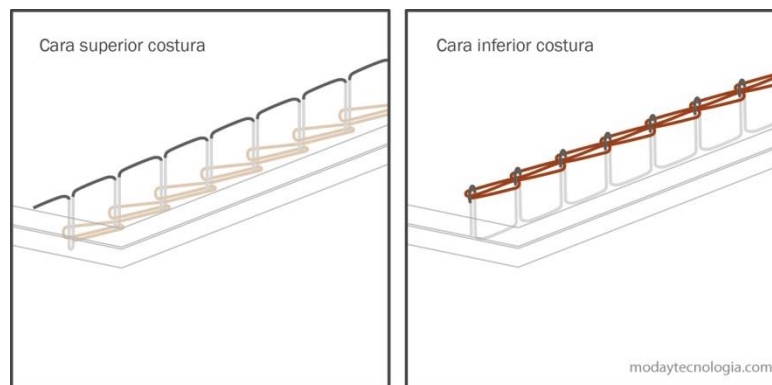 Cara superior costura
Cara inferior costura
modaytecnologia.com